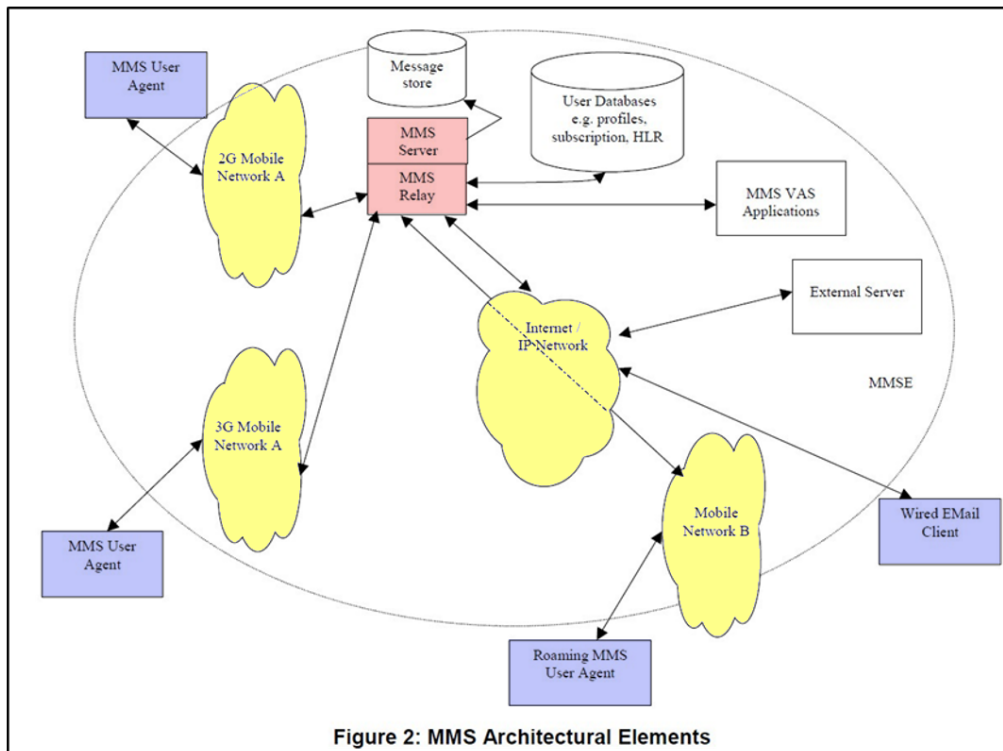 MMS User
Agent
Message
store
User Databases
e.g. profiles,
subscription, HLR
MMS
Server
MMS
Relay
2G Mobile
Network A
MMS VAS
Applications
External Server
Internet /
IP-Network
MMSE
3G Mobile
Network A
Mobile
Network B
Wired EMail
Client
MMS User
Agent
Roaming MMS
User Agent
Figure 2: MMS Architectural Elements